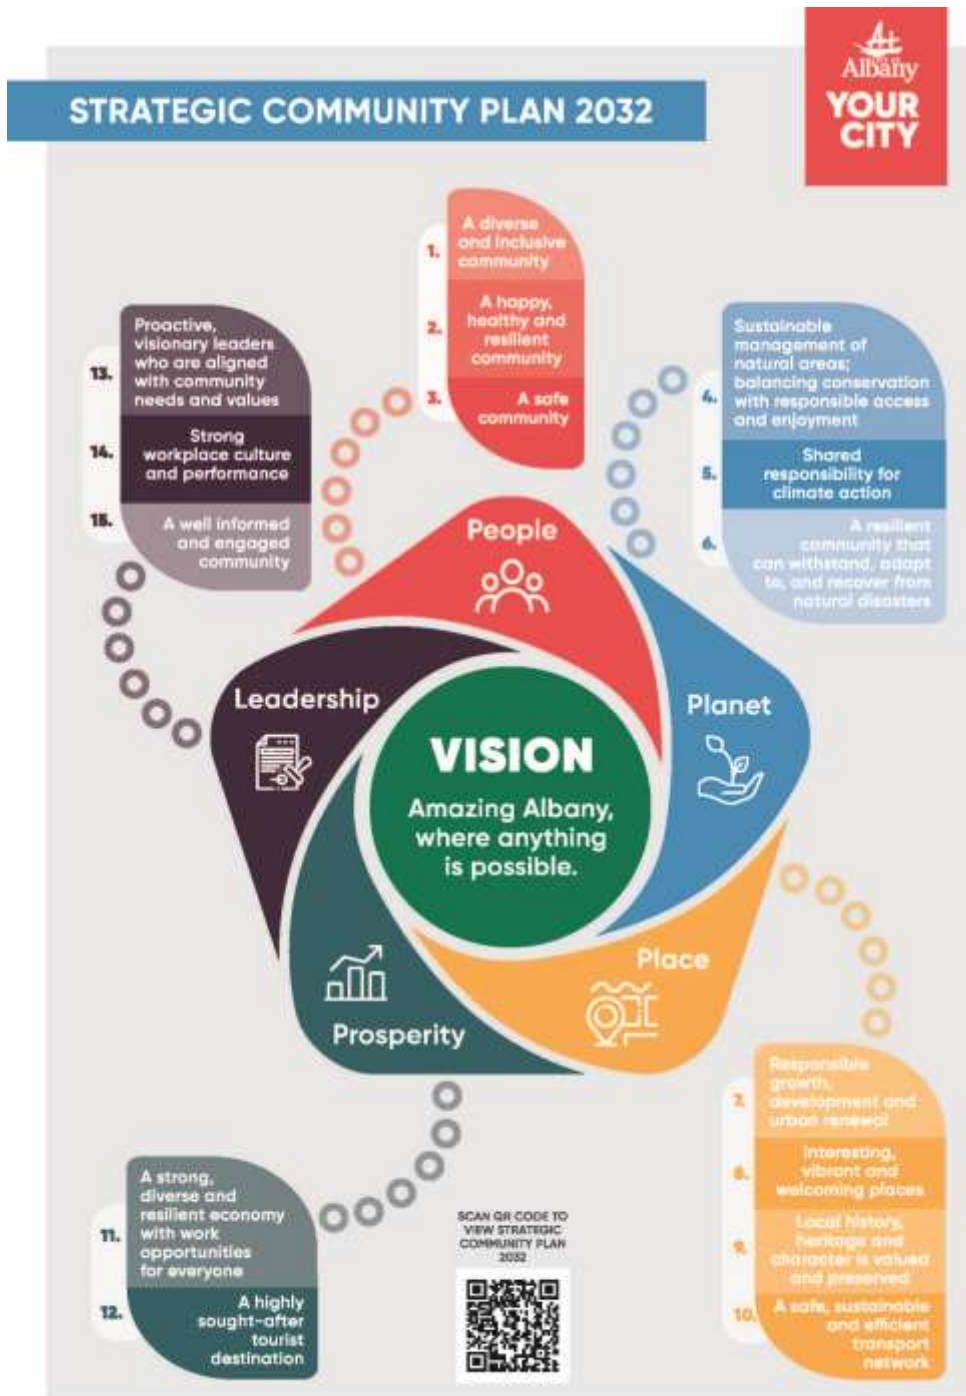 Albany
YOUR
CITY
STRATEGIC COMMUNITY PLAN 2032
1.
A diverse
and inclusive
community
2.
A happy,
healthy and
resilient
community
3.
A safe
community
13.
Proactive,
visionary leaders
who are aligned
with community
needs and values
14.
Strong
workplace culture
and performance
15.
A well informed
and engaged
community
4.
Sustainable
management of
natural areas;
balancing conservation
with responsible access
and enjoyment
5.
Shared
responsibility for
climate action
6.
A resilient
community that
can withstand, adapt
to, and recover from
natural disasters
People
Leadership
Planet
VISION
Amazing Albany,
where anything
is possible.
Place
Prosperity
7.
Responsible
growth,
development and
urban renewal
8.
Interesting,
vibrant and
welcoming places
9.
Local history,
heritage and
character is valued
and preserved
10.
A safe, sustainable
and efficient
transport
network
11.
A strong,
diverse and
resilient economy
with work
opportunities
for everyone
12.
A highly
sought-after
tourist
destination
SCAN QR CODE TO
VIEW STRATEGIC
COMMUNITY PLAN
2032